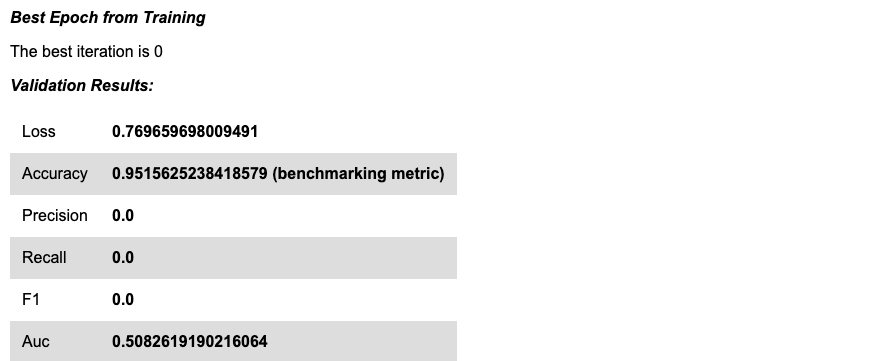 Best Epoch from Training
The best iteration is 0
Validation Results:
Loss 0.769659698009491
Accuracy 0.9515625238418579 (benchmarking metric)
Precision 0.0
Recall 0.0
F1 0.0
Auc 0.5082619190216064